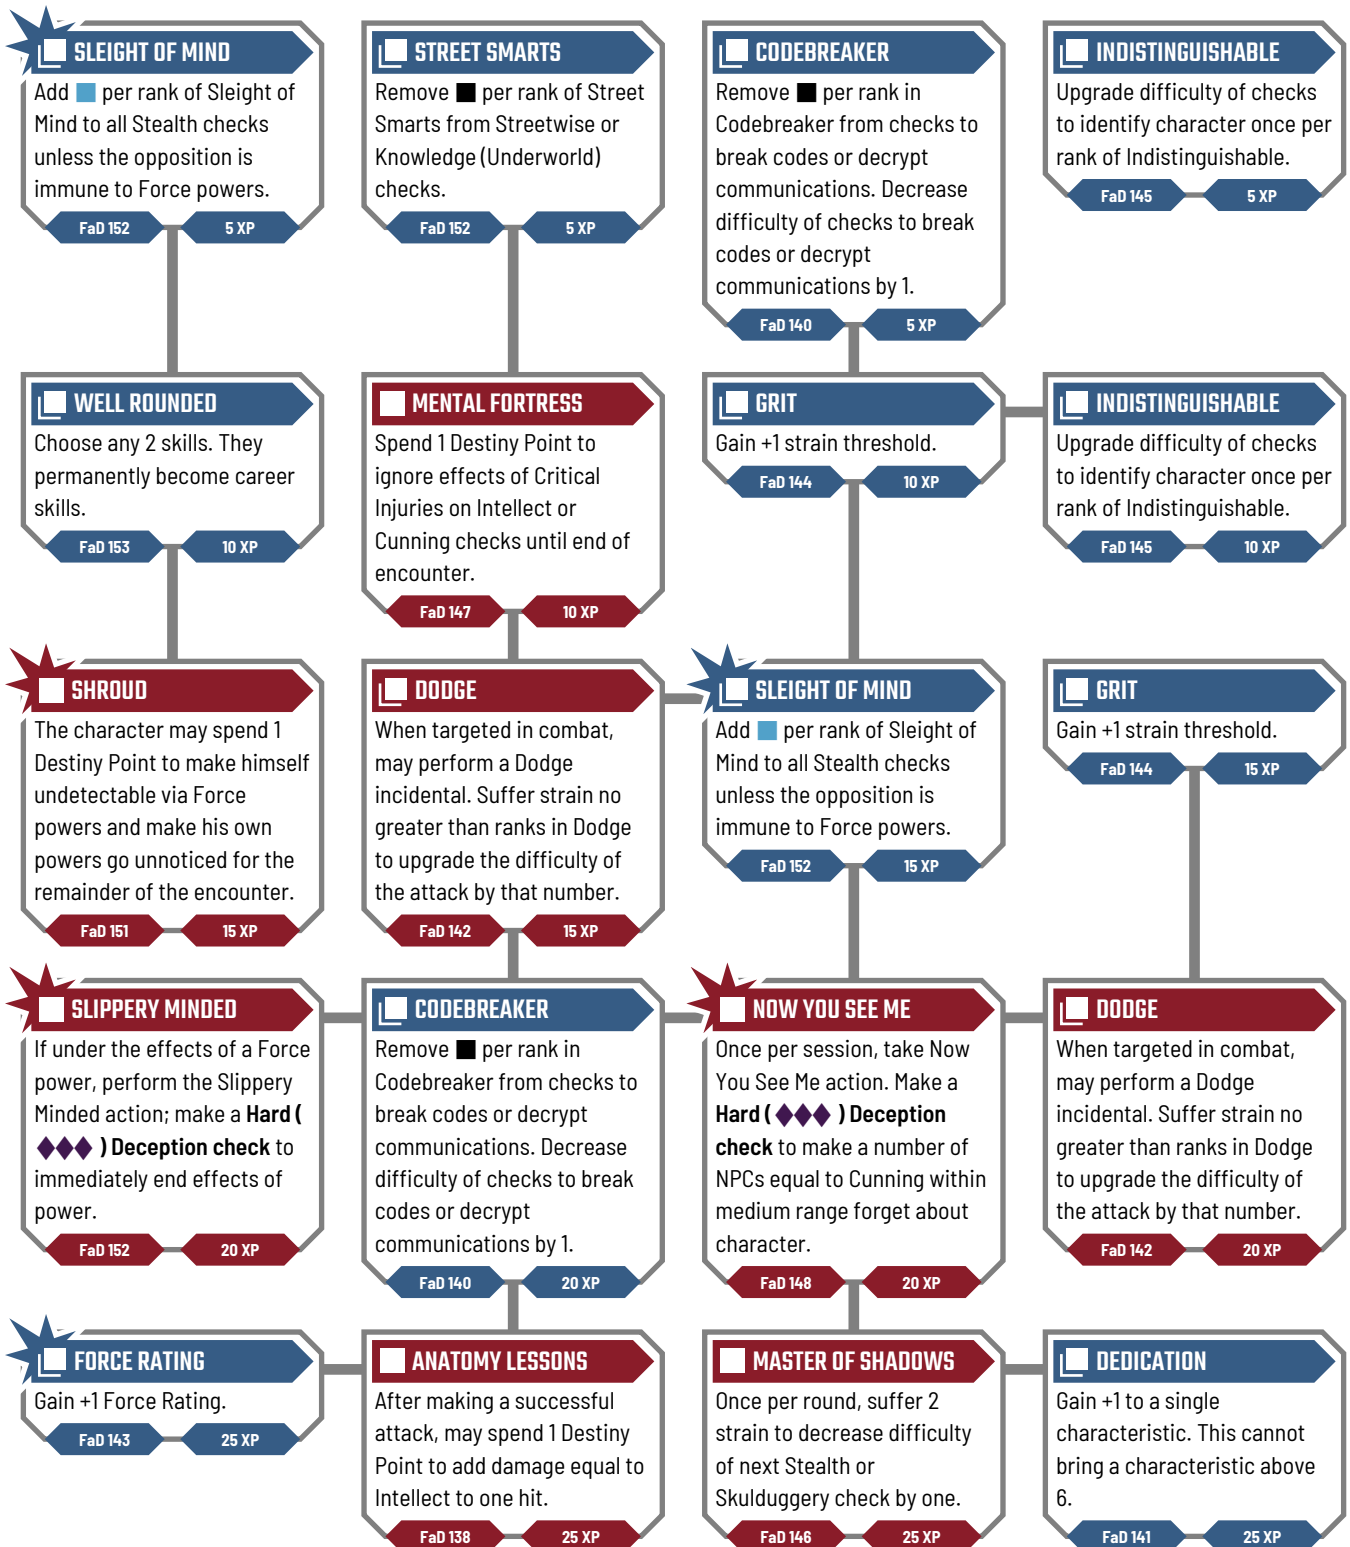 SLEIGHT OF MIND
Add per rank of Sleight of
Mind to all Stealth checks
unless the opposition is
immune to Force powers.
FaD 152 5 XP
STREET SMARTS
Remove per rank of Street
Smarts from Streetwise or
Knowledge (Underworld)
checks.
FaD 152 5 XP
CODEBREAKER
Remove per rank in
Codebreaker from checks to
break codes or decrypt
communications. Decrease
difficulty of checks to break
codes or decrypt
communications by 1.
FaD 140 5 XP
INDISTINGUISHABLE
Upgrade difficulty of checks
to identify character once per
rank of Indistinguishable.
FaD 145 5 XP
WELL ROUNDED
Choose any 2 skills. They
permanently become career
skills.
FaD 153 10 XP
MENTAL FORTRESS
Spend 1 Destiny Point to
ignore effects of Critical
Injuries on Intellect or
Cunning checks until end of
encounter.
FaD 147 10 XP
GRIT
Gain +1 strain threshold.
FaD 144 10 XP
INDISTINGUISHABLE
Upgrade difficulty of checks
to identify character once per
rank of Indistinguishable.
FaD 145 10 XP
SHROUD
The character may spend 1
Destiny Point to make himself
undetectable via Force
powers and make his own
powers go unnoticed for the
remainder of the encounter.
FaD 151 15 XP
DODGE
When targeted in combat,
may perform a Dodge
incidental. Suffer strain no
greater than ranks in Dodge
to upgrade the difficulty of
the attack by that number.
FaD 142 15 XP
SLEIGHT OF MIND
Add per rank of Sleight of
Mind to all Stealth checks
unless the opposition is
immune to Force powers.
FaD 152 15 XP
GRIT
Gain +1 strain threshold.
FaD 144 15 XP
SLIPPERY MINDED
If under the effects of a Force
power, perform the Slippery
Minded action; make a Hard (
) Deception check to
immediately end effects of
power.
FaD 152 20 XP
CODEBREAKER
Remove per rank in
Codebreaker from checks to
break codes or decrypt
communications. Decrease
difficulty of checks to break
codes or decrypt
communications by 1.
FaD 140 20 XP
NOW YOU SEE ME
Once per session, take Now
You See Me action. Make a
Hard ( ) Deception
check to make a number of
NPCs equal to Cunning within
medium range forget about
character.
FaD 148 20 XP
DODGE
When targeted in combat,
may perform a Dodge
incidental. Suffer strain no
greater than ranks in Dodge
to upgrade the difficulty of
the attack by that number.
FaD 142 20 XP
FORCE RATING
Gain +1 Force Rating.
FaD 143 25 XP
ANATOMY LESSONS
After making a successful
attack, may spend 1 Destiny
Point to add damage equal to
Intellect to one hit.
FaD 138 25 XP
MASTER OF SHADOWS
Once per round, suffer 2
strain to decrease difficulty
of next Stealth or
Skulduggery check by one.
FaD 146 25 XP
DEDICATION
Gain +1 to a single
characteristic. This cannot
bring a characteristic above
6.
FaD 141 25 XP